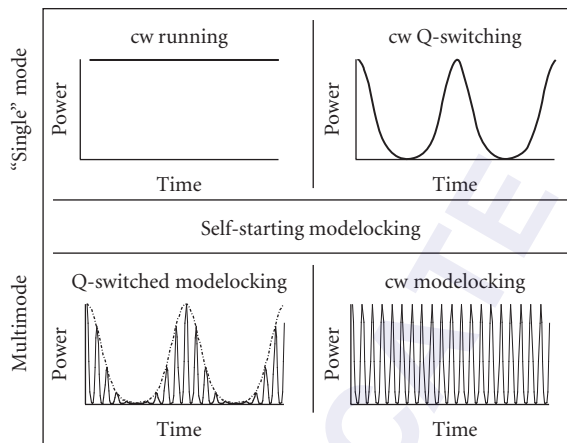 "Single" mode
cw running
Power
Time
cw Q-switching
Power
Time
Self-starting modelocking
Multimode
Q-switched modelocking
Power
Time
cw modelocking
Power
Time
CATE